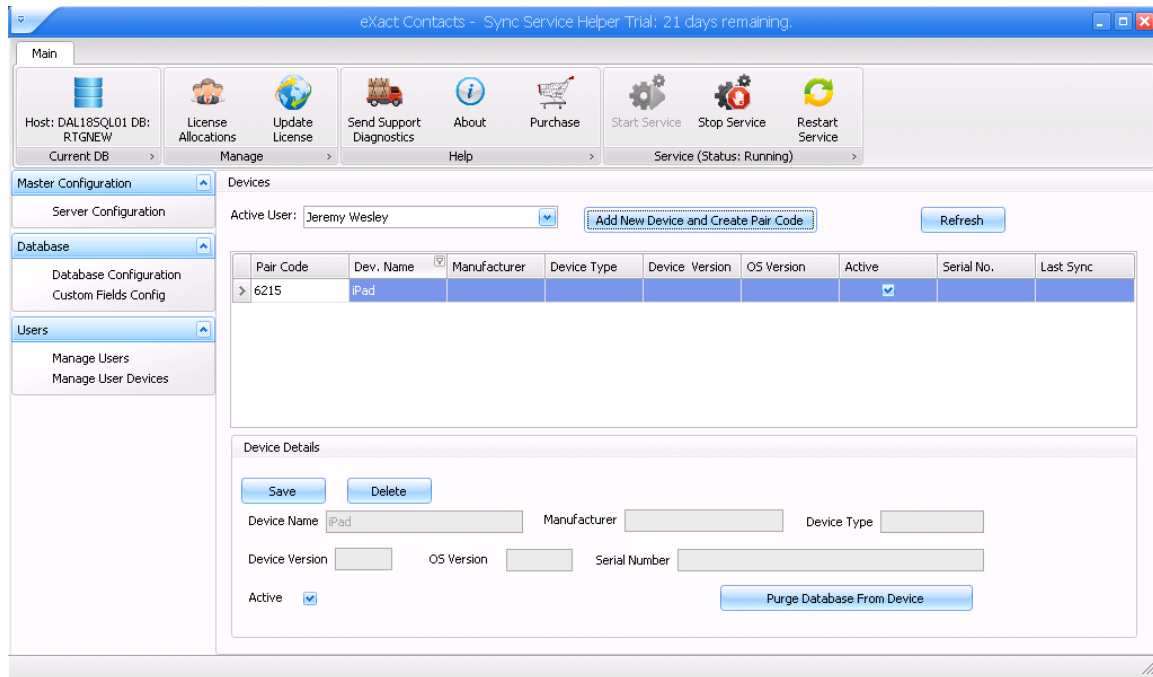 eXact Contacts - Sync Service Helper Trial: 21 days remaining.
Main
Host: DAL18SQL01 DB:
RTGNEW
License
Allocations
Update
License
Send Support
Diagnostics
About
Purchase
Start Service
Stop Service
Restart
Service
Current DB
Manage
Help
Service (Status: Running)
Master Configuration
Server Configuration
Database
Database Configuration
Custom Fields Config
Users
Manage Users
Manage User Devices
Devices
Active User: Jeremy Wesley
Add New Device and Create Pair Code
Refresh
Pair Code Dev. Name Manufacturer Device Type Device Version OS Version Active Serial No. Last Sync
6215 iPad
Device Details
Save Delete
Device Name iPad Manufacturer Device Type
Device Version OS Version Serial Number
Active
Purge Database From Device